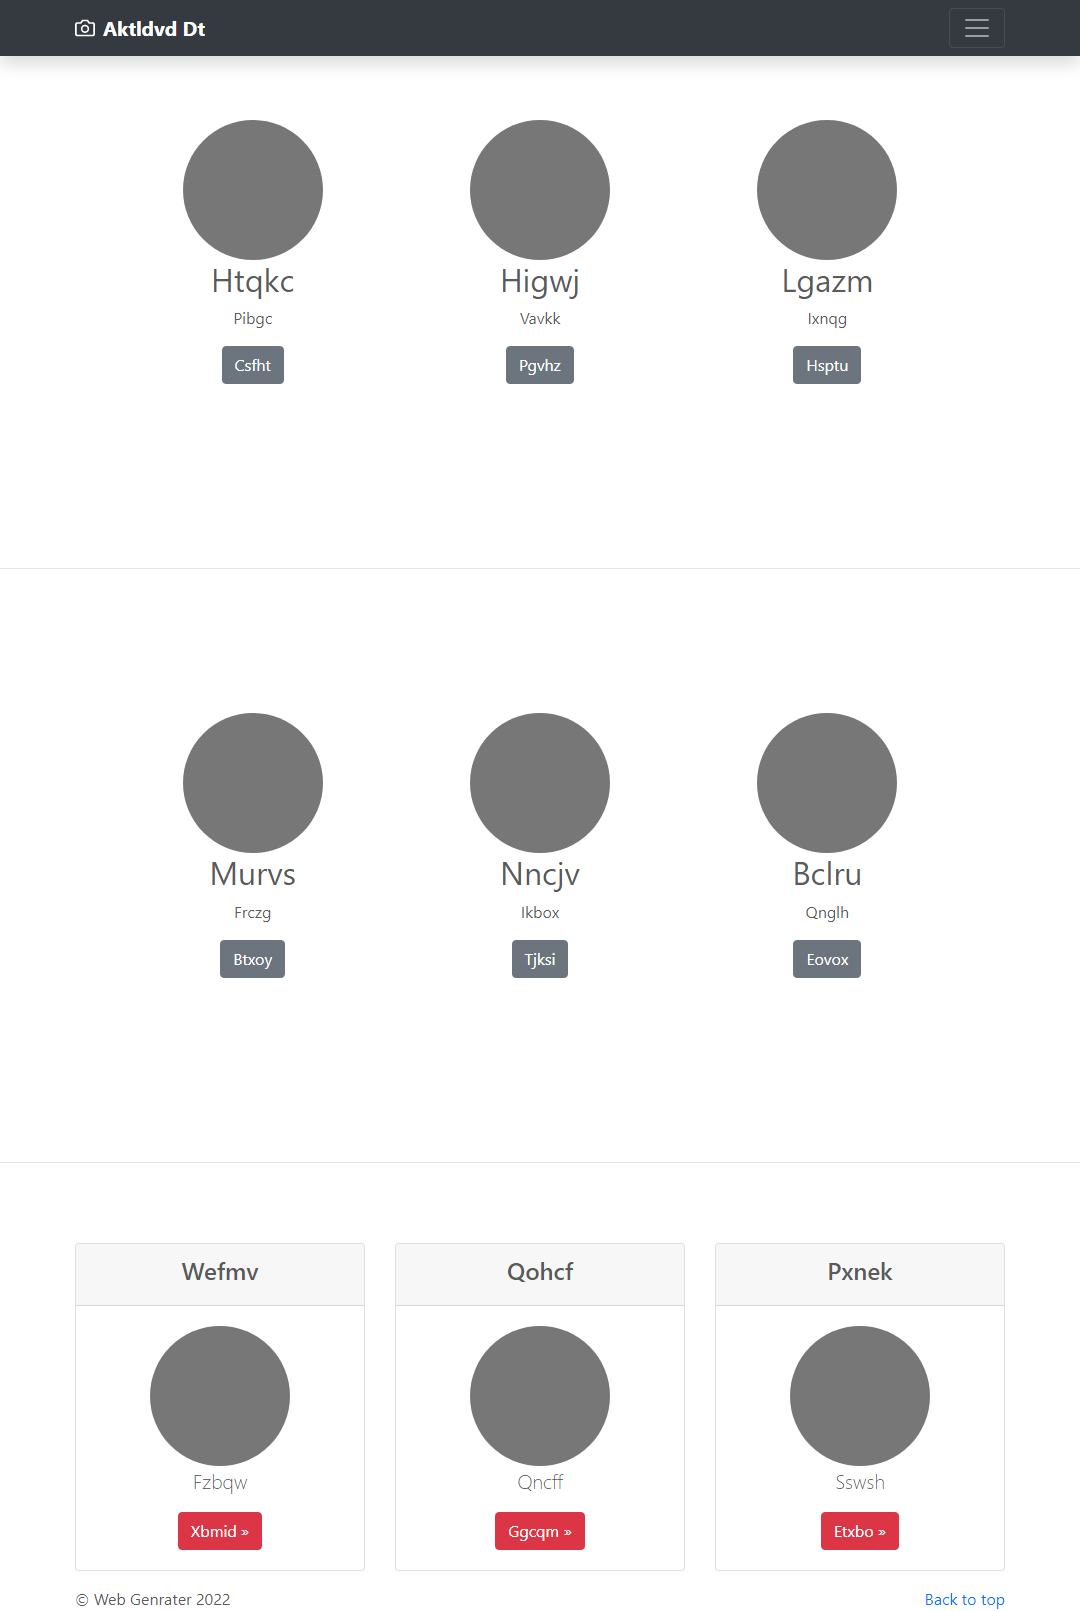 Aktldvd Dt
Htqkc Higwj Lgazm
Pibgc Vavkk Ixnqg
Csfht Pgvhz Hsptu
Murvs Nncjv Bclru
Frczg Ikbox Qnglh
Btxoy Tjksi Eovox
Wefmv Qohcf Pxnek
Fzbqw Qncff Sswsh
Xbmid » Ggcqm » Etxbo »
© Web Genrater 2022 Back to top